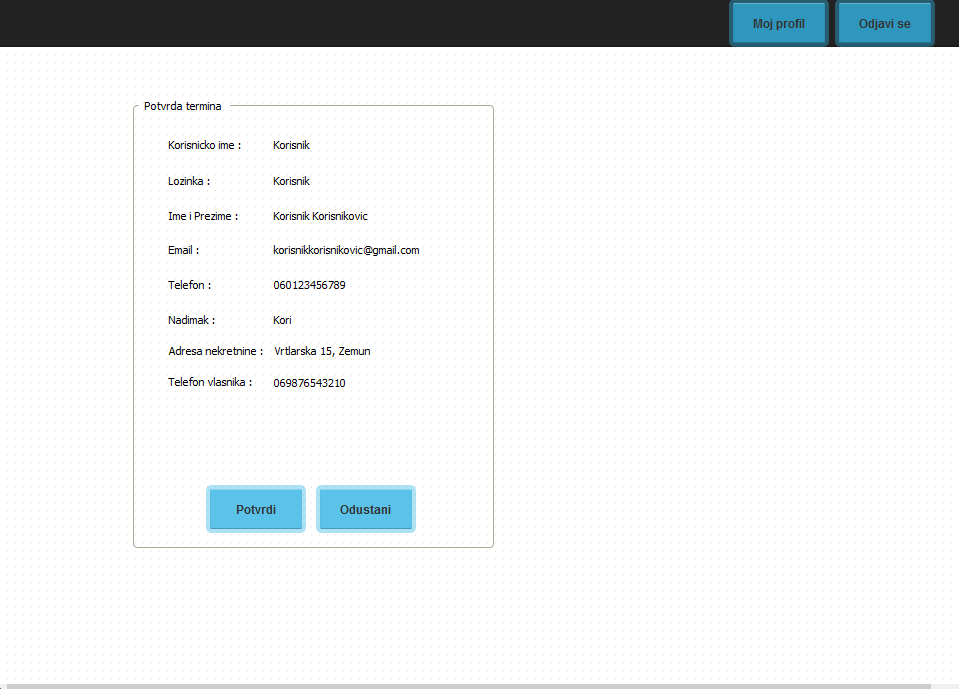 Moj profil Odjavi se
Potvrda termina
Korisnicko ime : Korisnik
Lozinka : Korisnik
Ime i Prezime : Korisnik Korisnikovic
Email : korisnikkorisnikovic@gmail.com
Telefon : 060123456789
Nadimak : Kori
Adresa nekretnine : Vrtlarska 15, Zemun
Telefon vlasnika : 069876543210
Potvrdi Odustani